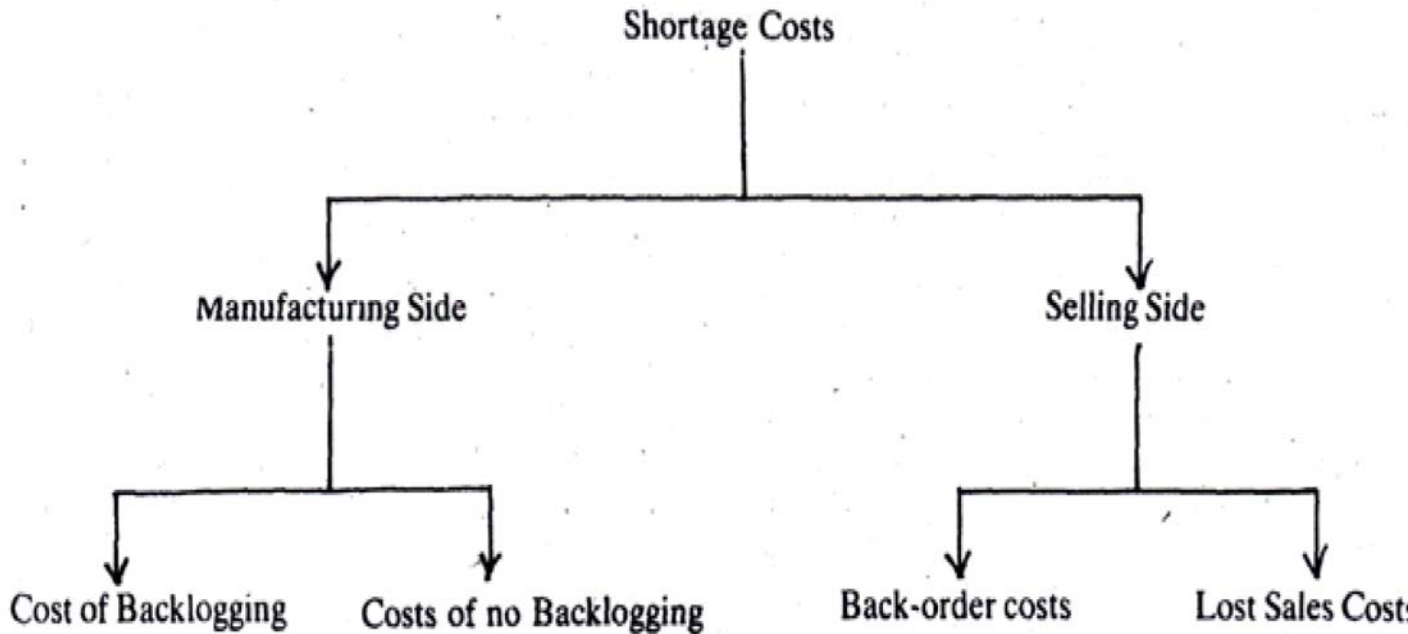 Shortage Costs
Manufacturing Side
Selling Side
Cost of Backlogging
Costs of no Backlogging
Back-order costs
Lost Sales Costs